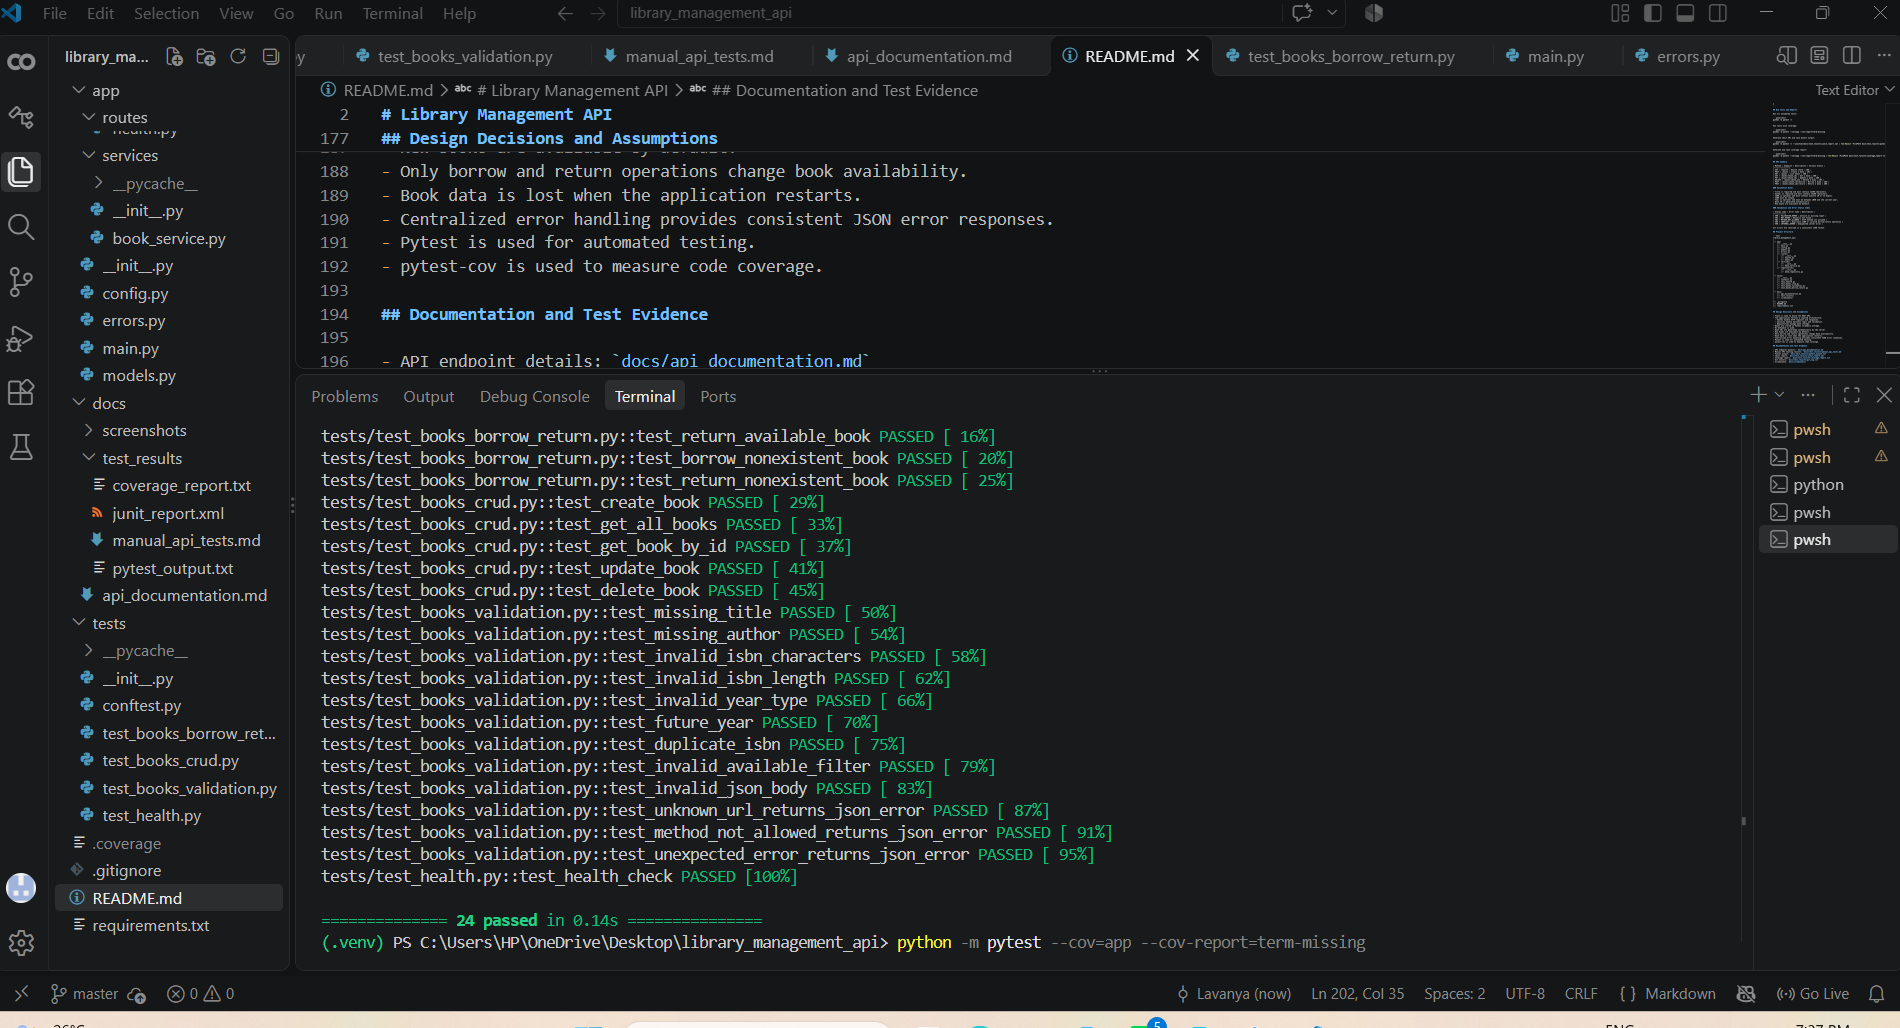 File Edit Selection View Go Run Terminal Help
library_management_api
library_ma...
test_books_validation.py
manual_api_tests.md
api_documentation.md
README.md
test_books_borrow_return.py
main.py
errors.py
README.md > # Library Management API > ## Documentation and Test Evidence
Text Editor
app
routes
health.py
services
__pycache__
__init__.py
book_service.py
__init__.py
config.py
errors.py
main.py
models.py
docs
screenshots
test_results
coverage_report.txt
junit_report.xml
manual_api_tests.md
pytest_output.txt
api_documentation.md
tests
__pycache__
__init__.py
conftest.py
test_books_borrow_ret...
test_books_crud.py
test_books_validation.py
test_health.py
.coverage
.gitignore
README.md
requirements.txt
2 # Library Management API
177 ## Design Decisions and Assumptions
188 - Only borrow and return operations change book availability.
189 - Book data is lost when the application restarts.
190 - Centralized error handling provides consistent JSON error responses.
191 - Pytest is used for automated testing.
192 - pytest-cov is used to measure code coverage.
193
194 ## Documentation and Test Evidence
195
196 - API endpoint details: `docs/api_documentation.md`
Problems Output Debug Console Terminal Ports
tests/test_books_borrow_return.py::test_return_available_book PASSED [ 16%]
tests/test_books_borrow_return.py::test_borrow_nonexistent_book PASSED [ 20%]
tests/test_books_borrow_return.py::test_return_nonexistent_book PASSED [ 25%]
tests/test_books_crud.py::test_create_book PASSED [ 29%]
tests/test_books_crud.py::test_get_all_books PASSED [ 33%]
tests/test_books_crud.py::test_get_book_by_id PASSED [ 37%]
tests/test_books_crud.py::test_update_book PASSED [ 41%]
tests/test_books_crud.py::test_delete_book PASSED [ 45%]
tests/test_books_validation.py::test_missing_title PASSED [ 50%]
tests/test_books_validation.py::test_missing_author PASSED [ 54%]
tests/test_books_validation.py::test_invalid_isbn_characters PASSED [ 58%]
tests/test_books_validation.py::test_invalid_isbn_length PASSED [ 62%]
tests/test_books_validation.py::test_invalid_year_type PASSED [ 66%]
tests/test_books_validation.py::test_future_year PASSED [ 70%]
tests/test_books_validation.py::test_duplicate_isbn PASSED [ 75%]
tests/test_books_validation.py::test_invalid_available_filter PASSED [ 79%]
tests/test_books_validation.py::test_invalid_json_body PASSED [ 83%]
tests/test_books_validation.py::test_unknown_url_returns_json_error PASSED [ 87%]
tests/test_books_validation.py::test_method_not_allowed_returns_json_error PASSED [ 91%]
tests/test_books_validation.py::test_unexpected_error_returns_json_error PASSED [ 95%]
tests/test_health.py::test_health_check PASSED [100%]
============== 24 passed in 0.14s ===============
(.venv) PS C:\Users\HP\OneDrive\Desktop\library_management_api> python -m pytest --cov=app --cov-report=term-missing
pwsh
pwsh
python
pwsh
pwsh
master 0 0 Lavanya (now) Ln 202, Col 35 Spaces: 2 UTF-8 CRLF {} Markdown Go Live
5